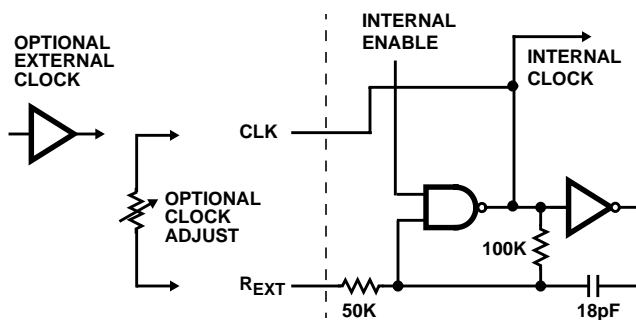 OPTIONAL
EXTERNAL
CLOCK
INTERNAL
ENABLE
INTERNAL
CLOCK
CLK
OPTIONAL
CLOCK
ADJUST
100K
REXT
50K
18pF